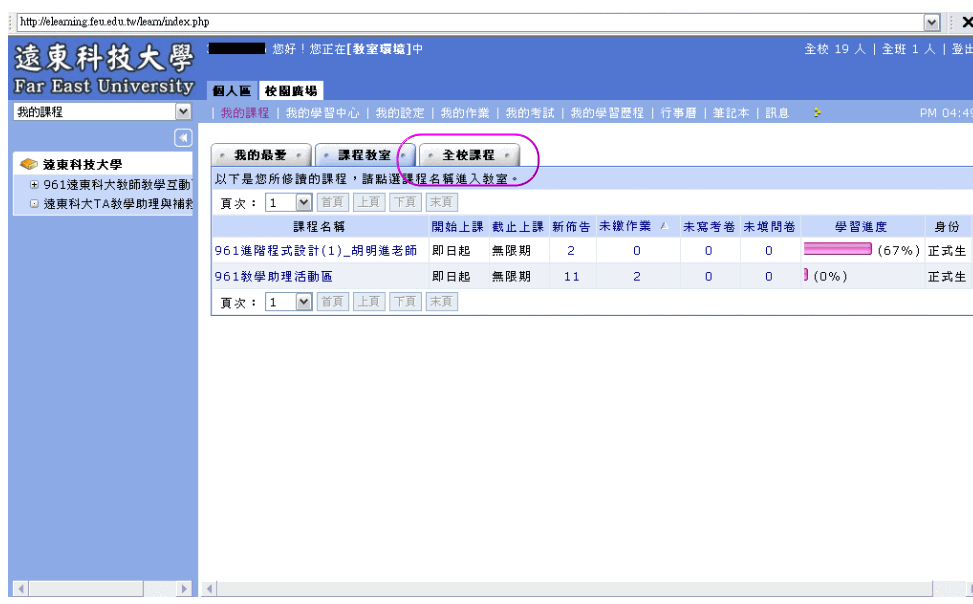 http://elearning.feu.edu.tw/learn/index.php
遠東科技大學
Far East University
您好！您正在[教室環境]中
全校 19 人 | 全班 1 人 | 登出
個人區 校園廣場
我的課程
| 我的課程 | 我的學習中心 | 我的設定 | 我的作業 | 我的考試 | 我的學習歷程 | 行事曆 | 筆記本 | 訊息
PM 04:49
遠東科技大學
961遠東科大教師教學互動
遠東科大TA教學助理與補救
我的最愛 課程教室 全校課程
以下是您所修讀的課程，請點選課程名稱進入教室。
頁次： 1 首頁 上頁 下頁 末頁
課程名稱 開始上課 截止上課 新佈告 未繳作業 未寫考卷 未填問卷 學習進度 身份
961進階程式設計(1)_胡明進老師 即日起 無限期 2 0 0 0 (67%) 正式生
961教學助理活動區 即日起 無限期 11 2 0 0 (0%) 正式生
頁次： 1 首頁 上頁 下頁 末頁